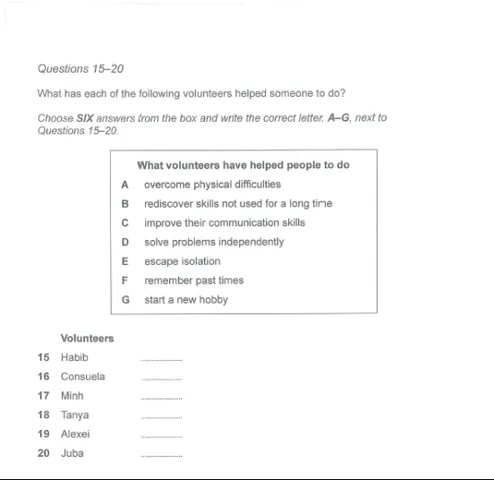 Questions 15–20
What has each of the following volunteers helped someone to do?
Choose SIX answers from the box and write the correct letter. A–G, next to
Questions 15–20.
What volunteers have helped people to do
A overcome physical difficulties
B rediscover skills not used for a long time
C improve their communication skills
D solve problems independently
E escape isolation
F remember past times
G start a new hobby
Volunteers
15 Habib ................
16 Consuela ................
17 Minh ................
18 Tanya ................
19 Alexei ................
20 Juba ................